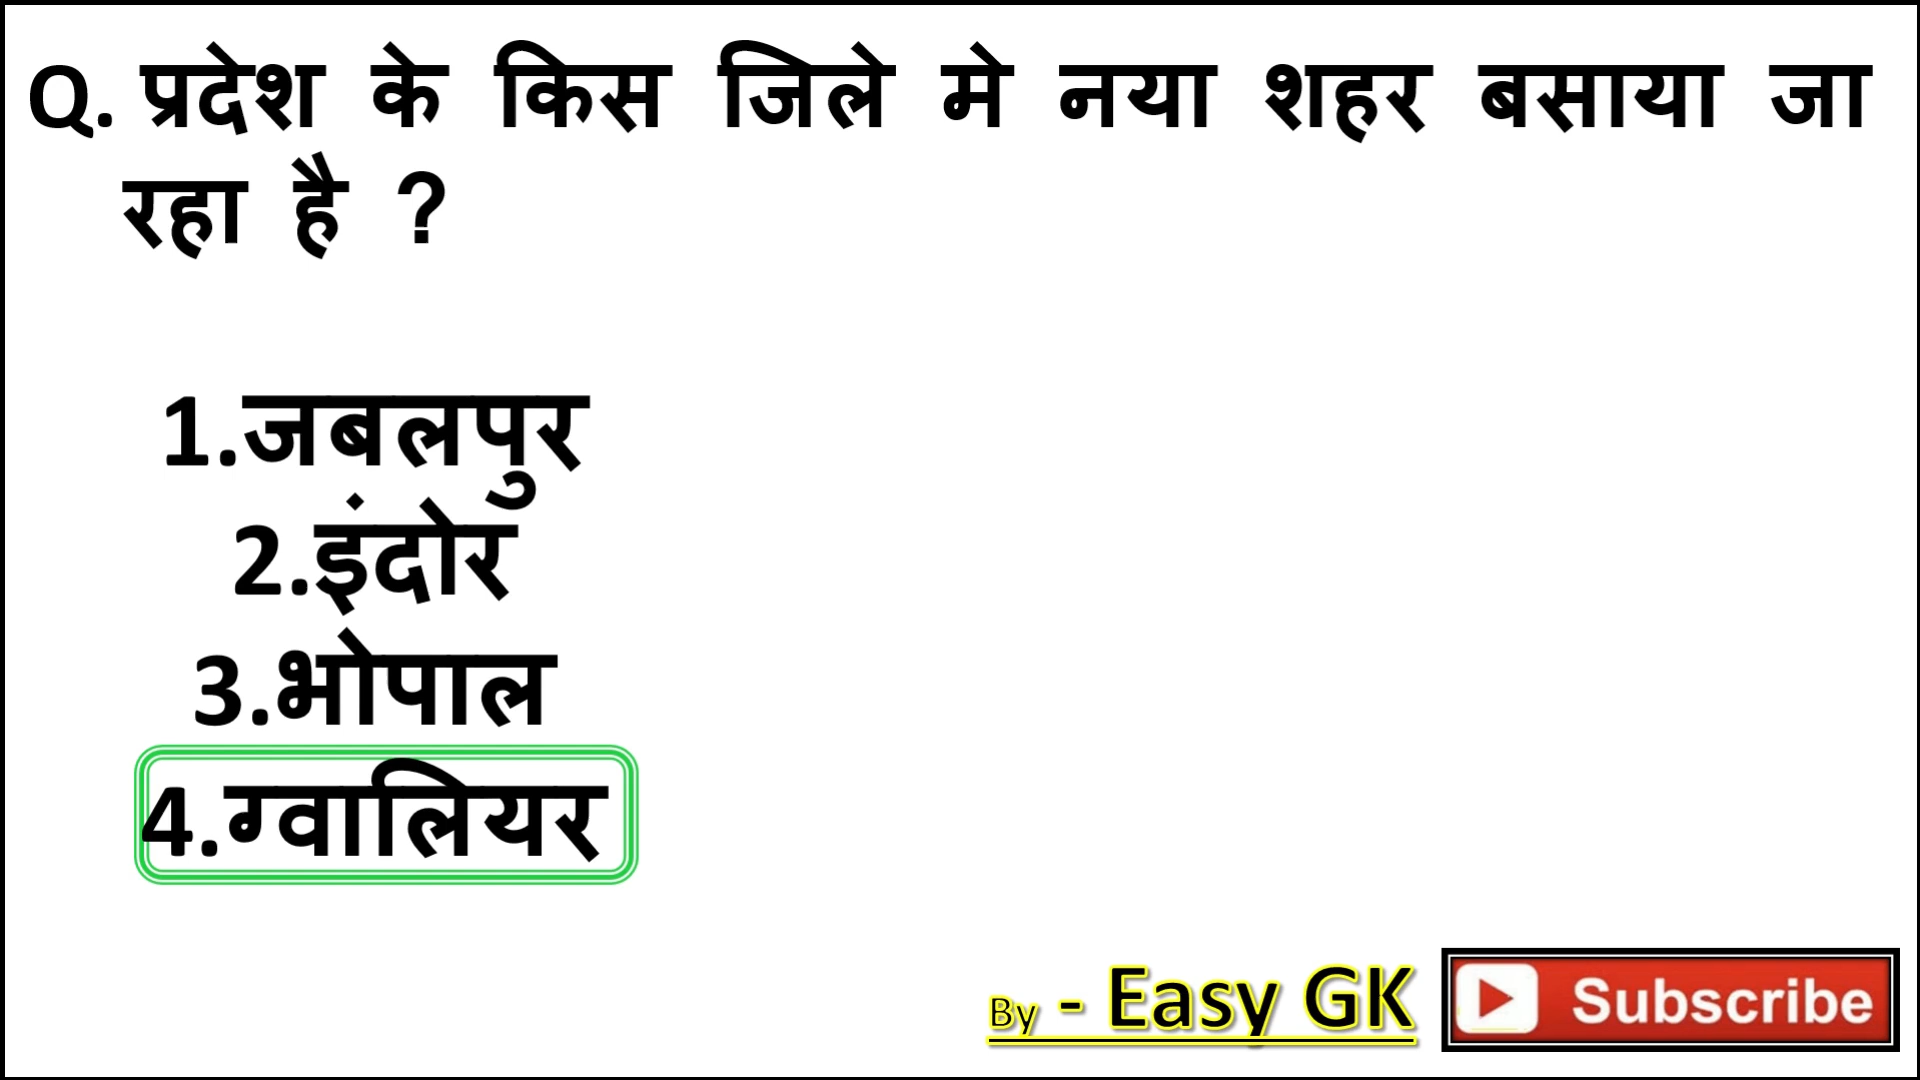 Q. प्रदेश के किस जिले मे नया शहर बसाया जा
रहा है ?
1.जबलपुर
2.इंदोर
3.भोपाल
4.ग्वालियर
By - Easy GK
Subscribe